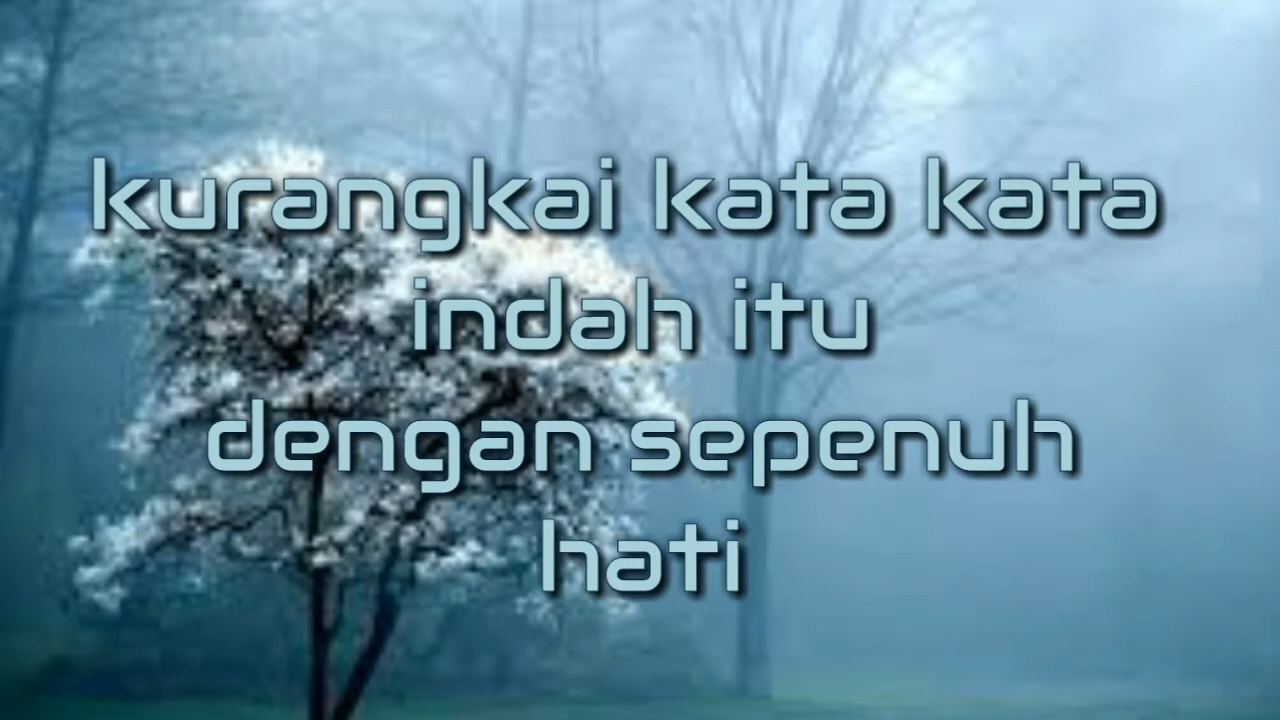 kurangkai kata kata
indah itu
dengan sepenuh
hati